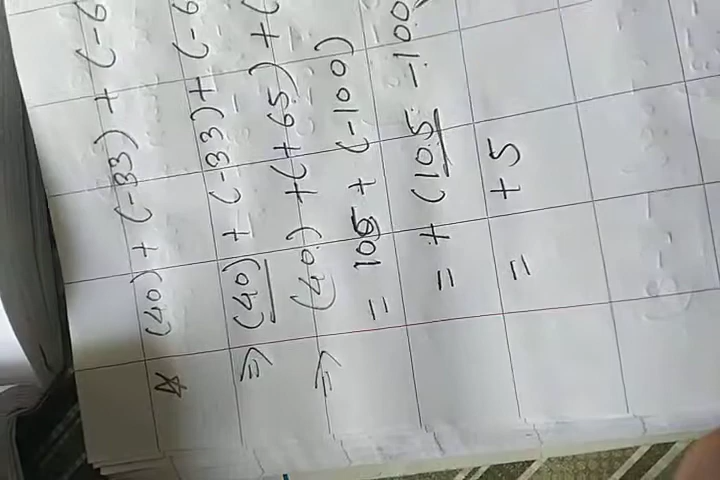 ☆ (40) + (-33) + (-6
⇒ (40) + (-33) + (-6
⇒ (40) + (+65) + (
= 105 + (-100)
= + (105 - 100
= + 5